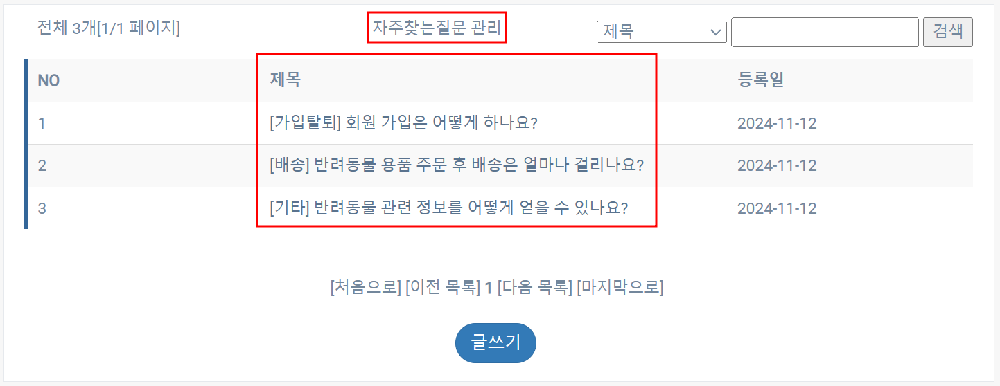 전체 3개[1/1 페이지] 자주찾는질문 관리 제목 검색
NO 제목 등록일
1 [가입탈퇴] 회원 가입은 어떻게 하나요? 2024-11-12
2 [배송] 반려동물 용품 주문 후 배송은 얼마나 걸리나요? 2024-11-12
3 [기타] 반려동물 관련 정보를 어떻게 얻을 수 있나요? 2024-11-12
[처음으로] [이전 목록] 1 [다음 목록] [마지막으로]
글쓰기